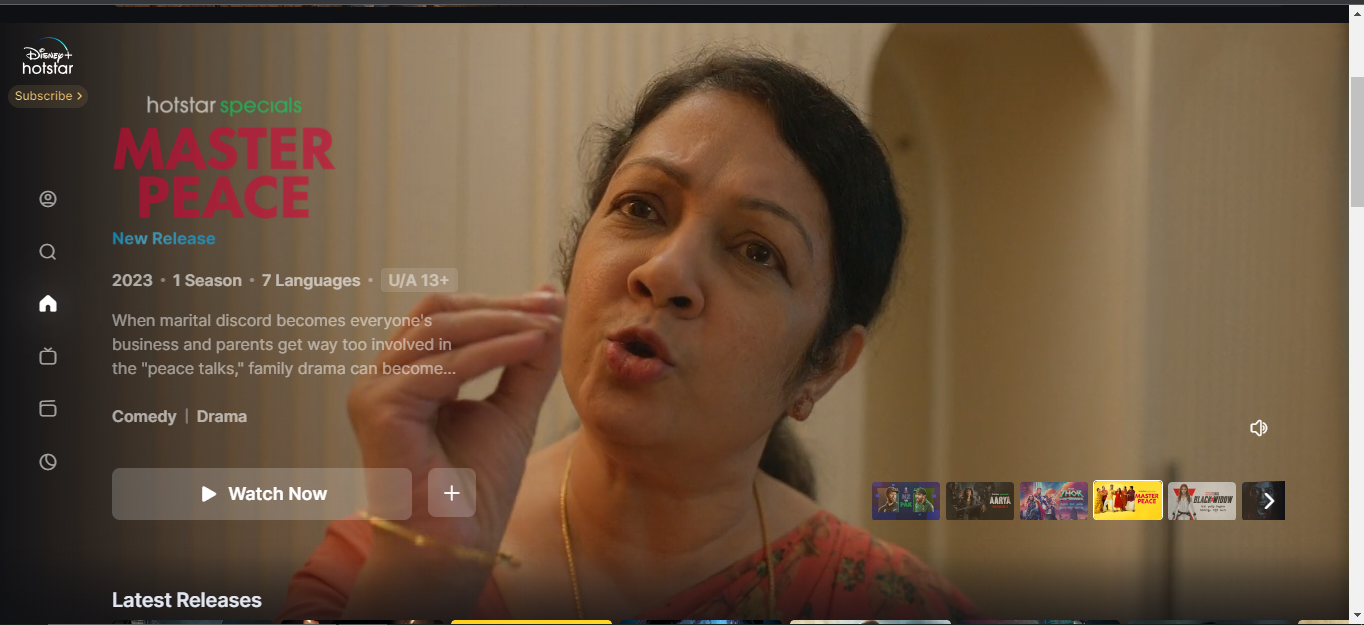 Disney+
hotstar
Subscribe >
hotstar specials
MASTER
PEACE
New Release
2023 • 1 Season • 7 Languages • U/A 13+
When marital discord becomes everyone's
business and parents get way too involved in
the "peace talks," family drama can become...
Comedy | Drama
Watch Now
AARYA
THOR
MASTER
PEACE
BLACK WIDOW
Latest Releases